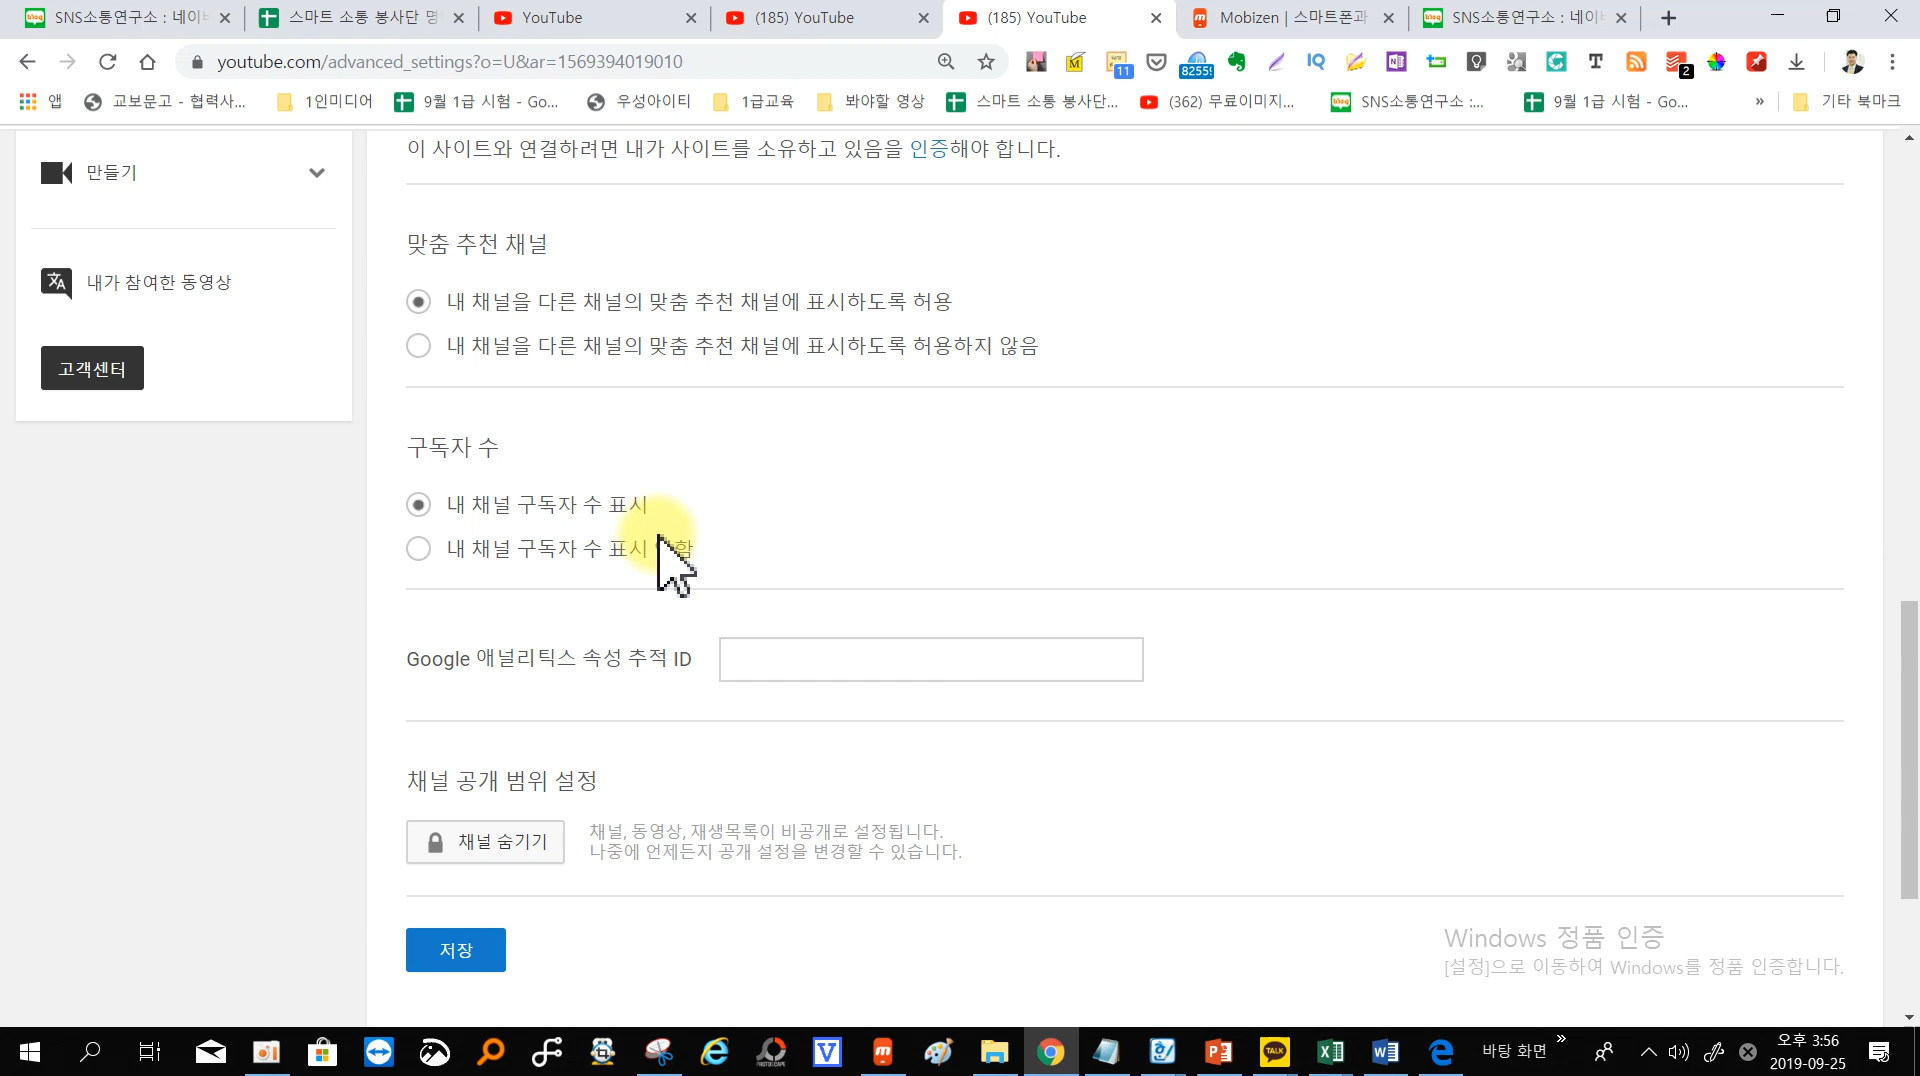 SNS소통연구소 : 네이
스마트 소통 봉사단 명
YouTube
(185) YouTube
(185) YouTube
Mobizen | 스마트폰과
SNS소통연구소 : 네이
youtube.com/advanced_settings?o=U&ar=1569394019010
11
82555
IQ
T
2
앱
교보문고 - 협력사...
1인미디어
9월 1급 시험 - Go...
우성아이티
1급교육
봐야할 영상
스마트 소통 봉사단...
(362) 무료이미지...
SNS소통연구소 :...
9월 1급 시험 - Go...
»
기타 북마크
만들기
내가 참여한 동영상
고객센터
이 사이트와 연결하려면 내가 사이트를 소유하고 있음을 인증해야 합니다.
맞춤 추천 채널
내 채널을 다른 채널의 맞춤 추천 채널에 표시하도록 허용
내 채널을 다른 채널의 맞춤 추천 채널에 표시하도록 허용하지 않음
구독자 수
내 채널 구독자 수 표시
내 채널 구독자 수 표시 함
Google 애널리틱스 속성 추적 ID
채널 공개 범위 설정
채널 숨기기
채널, 동영상, 재생목록이 비공개로 설정됩니다.
나중에 언제든지 공개 설정을 변경할 수 있습니다.
저장
Windows 정품 인증
[설정]으로 이동하여 Windows를 정품 인증합니다.
바탕 화면
»
오후 3:56
2019-09-25